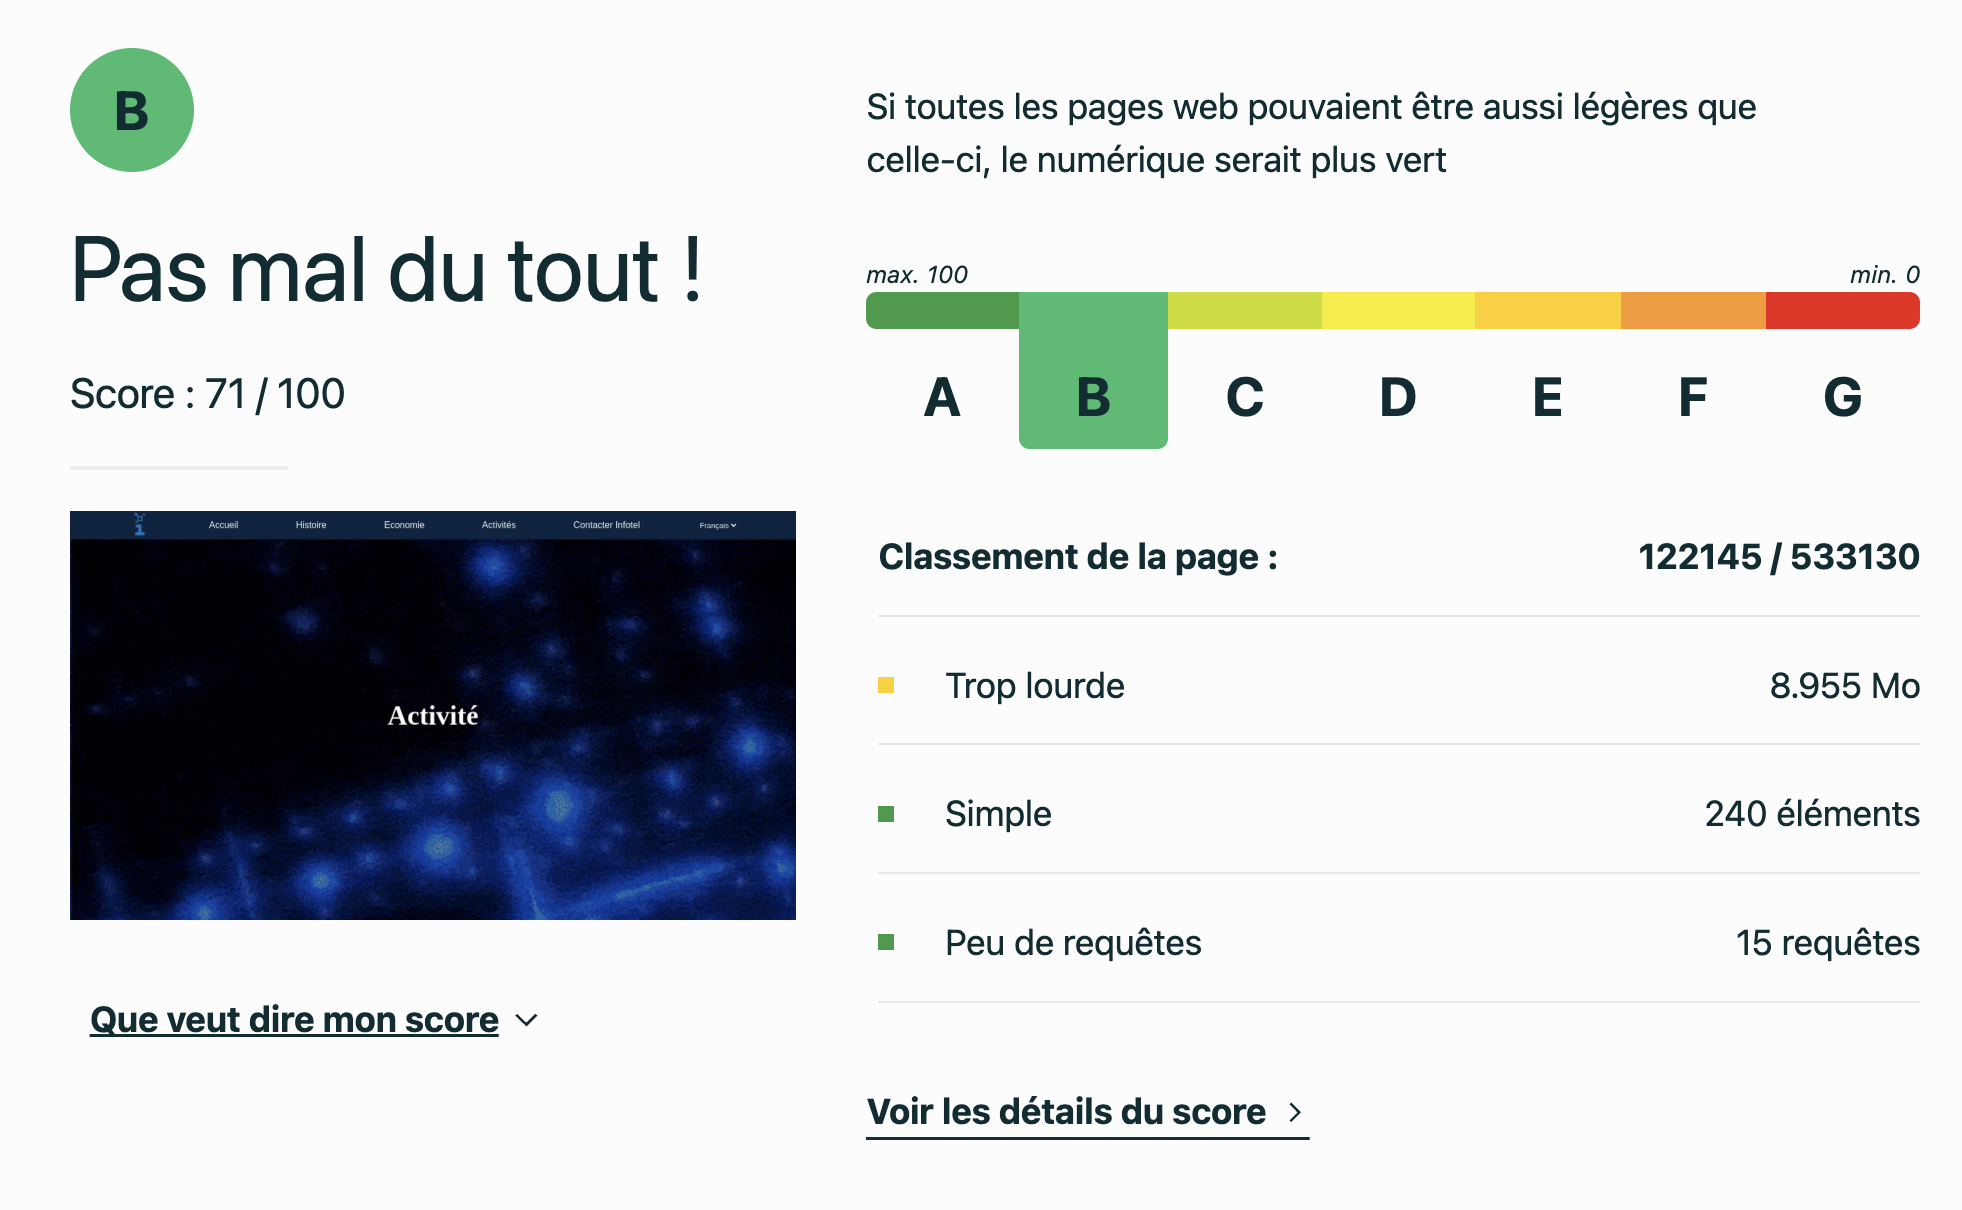 B
Pas mal du tout !
Score : 71 / 100
Accueil
Histoire
Economie
Activités
Contacter Infotel
Français
Activité
Que veut dire mon score
Si toutes les pages web pouvaient être aussi légères que
celle-ci, le numérique serait plus vert
max. 100
min. 0
A
B
C
D
E
F
G
Classement de la page : 122145 / 533130
Trop lourde 8.955 Mo
Simple 240 éléments
Peu de requêtes 15 requêtes
Voir les détails du score